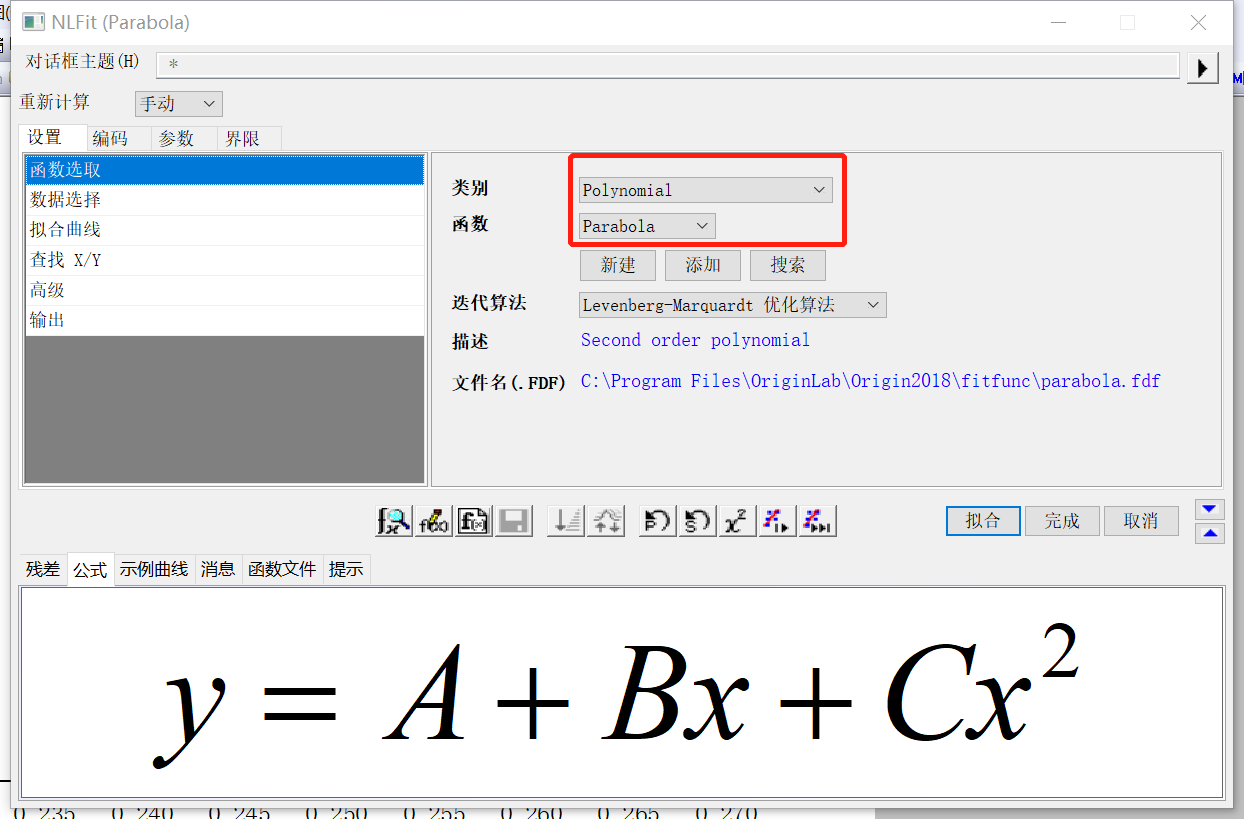 NLFit (Parabola)
对话框主题(H) *
重新计算 手动
设置 编码 参数 界限
函数选取
数据选择
拟合曲线
查找 X/Y
高级
输出
类别 Polynomial
函数 Parabola
新建 添加 搜索
迭代算法 Levenberg-Marquardt 优化算法
描述 Second order polynomial
文件名(.FDF) C:\Program Files\OriginLab\Origin2018\fitfunc\parabola.fdf
拟合 完成 取消
残差 公式 示例曲线 消息 函数文件 提示
y = A + Bx + Cx²
0.235 0.240 0.245 0.250 0.255 0.260 0.265 0.270